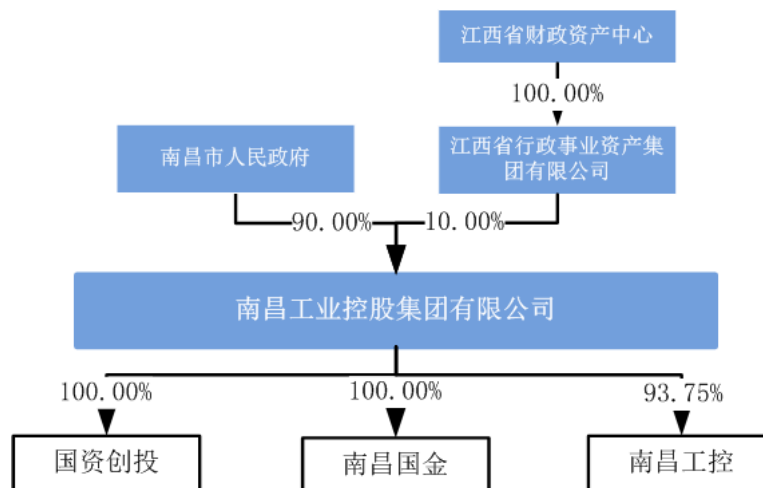 江西省财政资产中心
100.00%
南昌市人民政府
江西省行政事业资产集
团有限公司
90.00%
10.00%
南昌工业控股集团有限公司
100.00%
100.00%
93.75%
国资创投
南昌国金
南昌工控